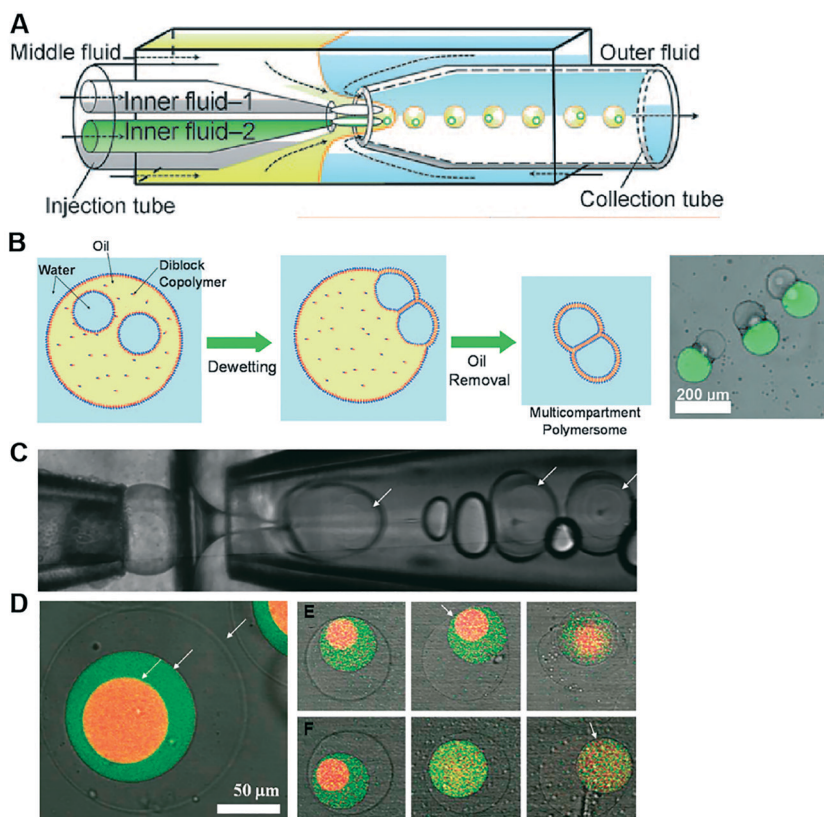 A
Middle fluid
Outer fluid
Inner fluid–1
Inner fluid–2
Injection tube
Collection tube
B
Oil
Water
Diblock
Copolymer
Dewetting
Oil
Removal
Multicompartment
Polymersome
200 µm
C
D
50 µm
E
F